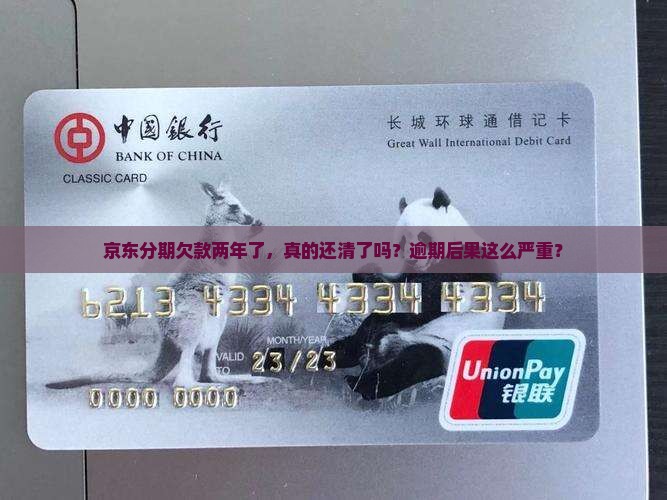 中國銀行
BANK OF CHINA
CLASSIC CARD
长城环球通借记卡
Great Wall International Debit Card
京东分期欠款两年了，真的还清了吗？逾期后果这么严重？
6213 4334 4334 4334
MONTH/YEAR
VALID
TO
23/23
0000 0000
UnionPay
银联